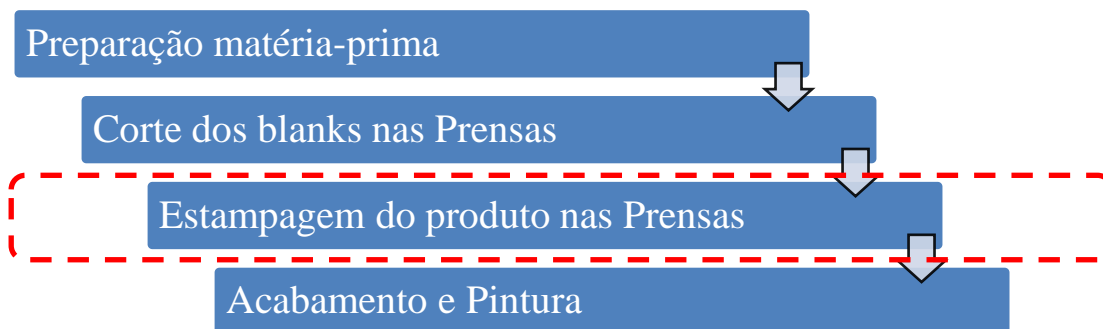 Preparação matéria-prima
Corte dos blanks nas Prensas
Estampagem do produto nas Prensas
Acabamento e Pintura